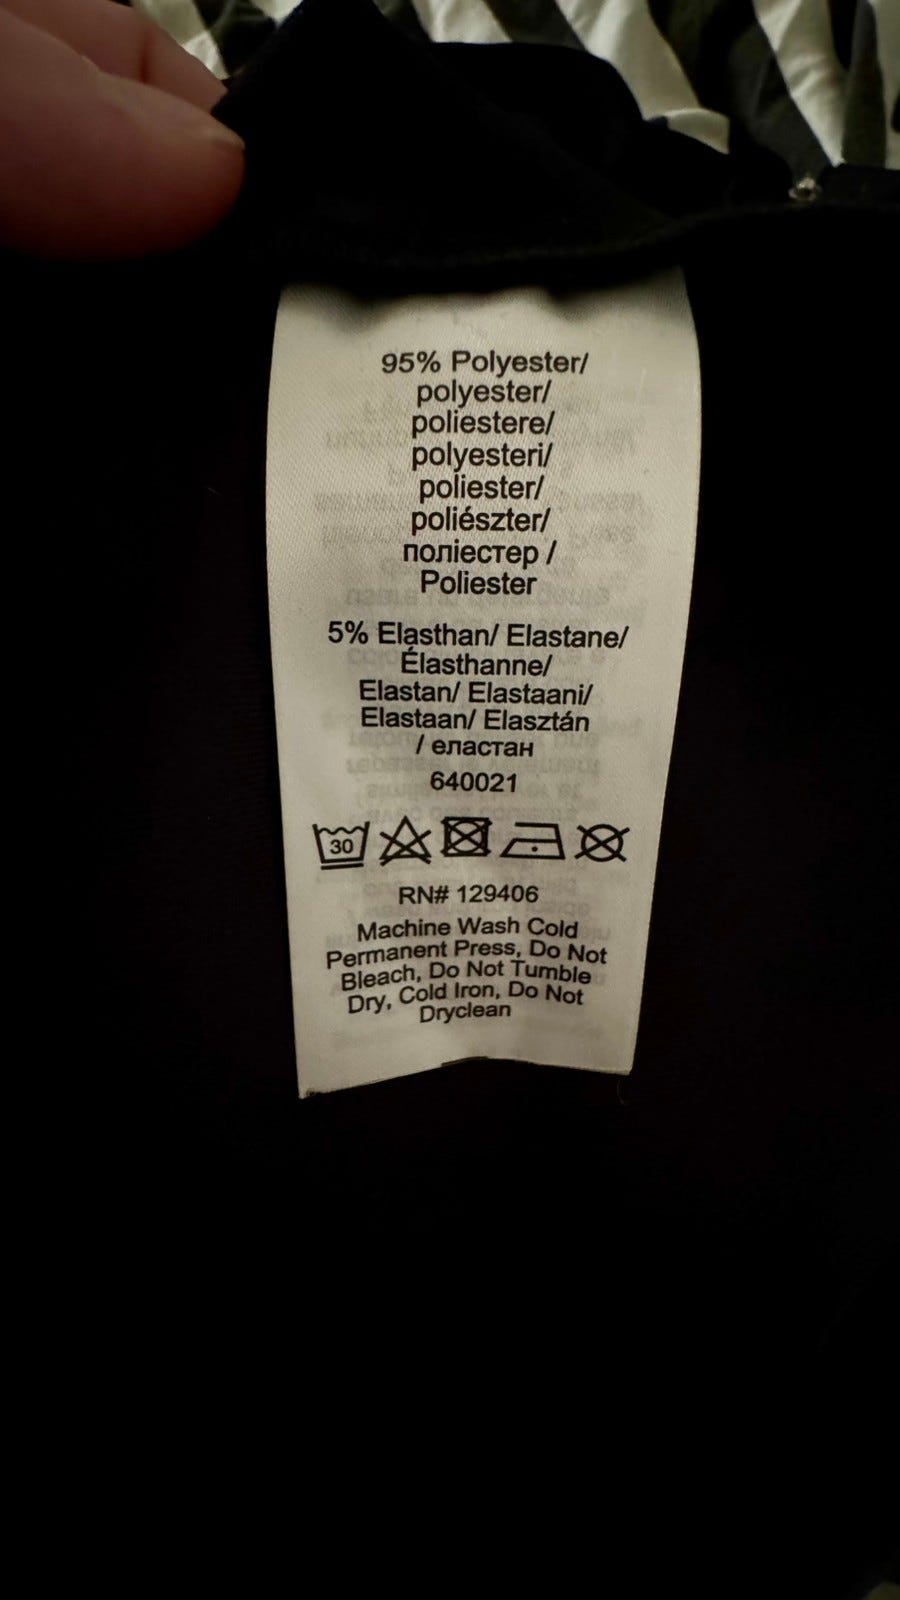 95% Polyester/
polyester/
poliestere/
polyesteri/
poliester/
poliészter/
поліестер /
Poliester
5% Elasthan/ Elastane/
Élasthanne/
Elastan/ Elastaani/
Elastaan/ Elasztán
/ еластан
640021
30
RN# 129406
Machine Wash Cold
Permanent Press, Do Not
Bleach, Do Not Tumble
Dry, Cold Iron, Do Not
Dryclean